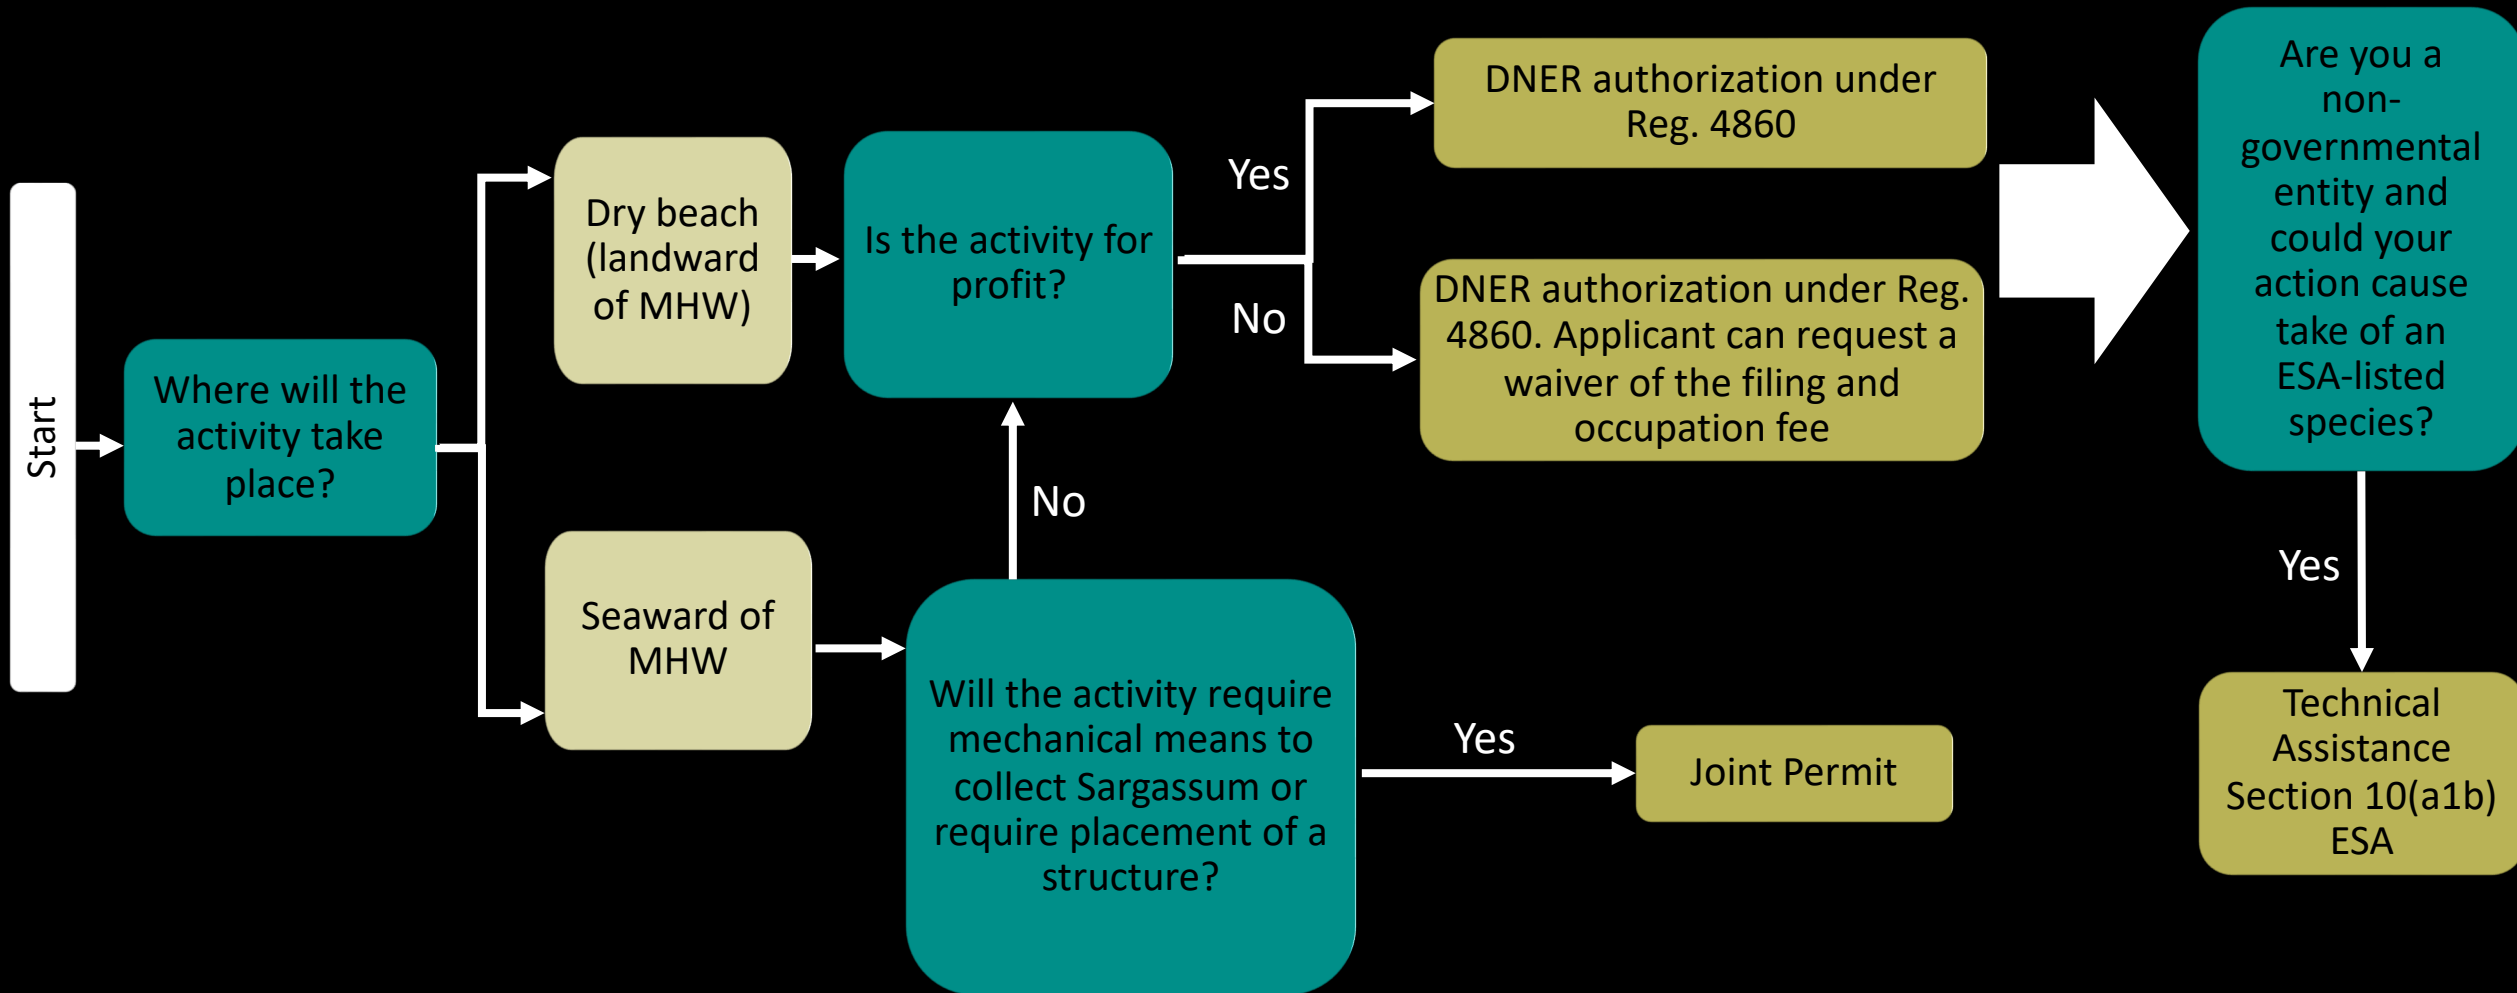 Start
Where will the
activity take
place?
Dry beach
(landward
of MHW)
Seaward of
MHW
Is the activity for
profit?
No
Will the activity require
mechanical means to
collect Sargassum or
require placement of a
structure?
Yes
No
DNER authorization under
Reg. 4860
DNER authorization under Reg.
4860. Applicant can request a
waiver of the filing and
occupation fee
Yes
Joint Permit
Are you a
non-
governmental
entity and
could your
action cause
take of an
ESA-listed
species?
Yes
Technical
Assistance
Section 10(a1b)
ESA